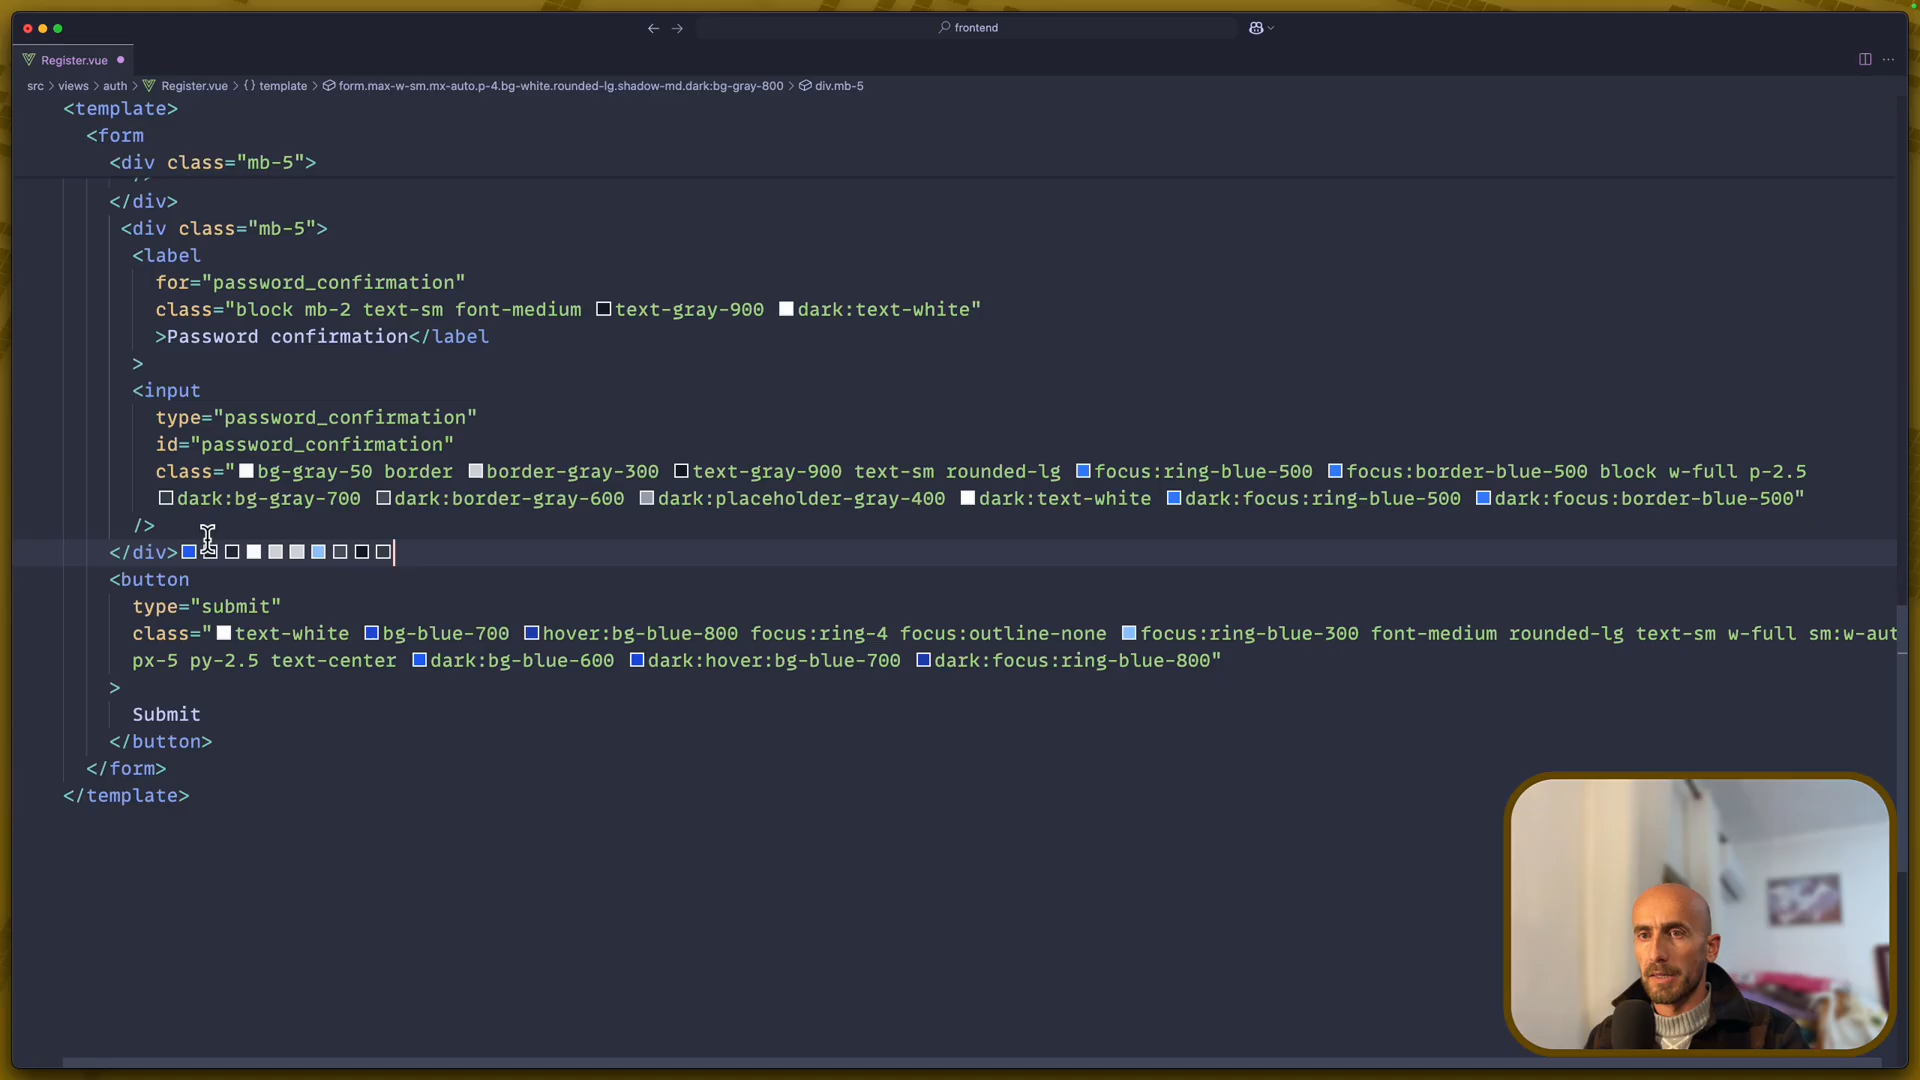 frontend
Register.vue
src > views > auth > Register.vue > {} template > form.max-w-sm.mx-auto.p-4.bg-white.rounded-lg.shadow-md.dark:bg-gray-800 > div.mb-5
<template>
<form
<div class="mb-5">
/>
</div>
<div class="mb-5">
<label
for="password_confirmation"
class="block mb-2 text-sm font-medium text-gray-900 dark:text-white"
>Password confirmation</label
>
<input
type="password_confirmation"
id="password_confirmation"
class="bg-gray-50 border border-gray-300 text-gray-900 text-sm rounded-lg focus:ring-blue-500 focus:border-blue-500 block w-full p-2.5
dark:bg-gray-700 dark:border-gray-600 dark:placeholder-gray-400 dark:text-white dark:focus:ring-blue-500 dark:focus:border-blue-500"
/>
</div>
<button
type="submit"
class="text-white bg-blue-700 hover:bg-blue-800 focus:ring-4 focus:outline-none focus:ring-blue-300 font-medium rounded-lg text-sm w-full sm:w-aut
px-5 py-2.5 text-center dark:bg-blue-600 dark:hover:bg-blue-700 dark:focus:ring-blue-800"
>
Submit
</button>
</form>
</template>